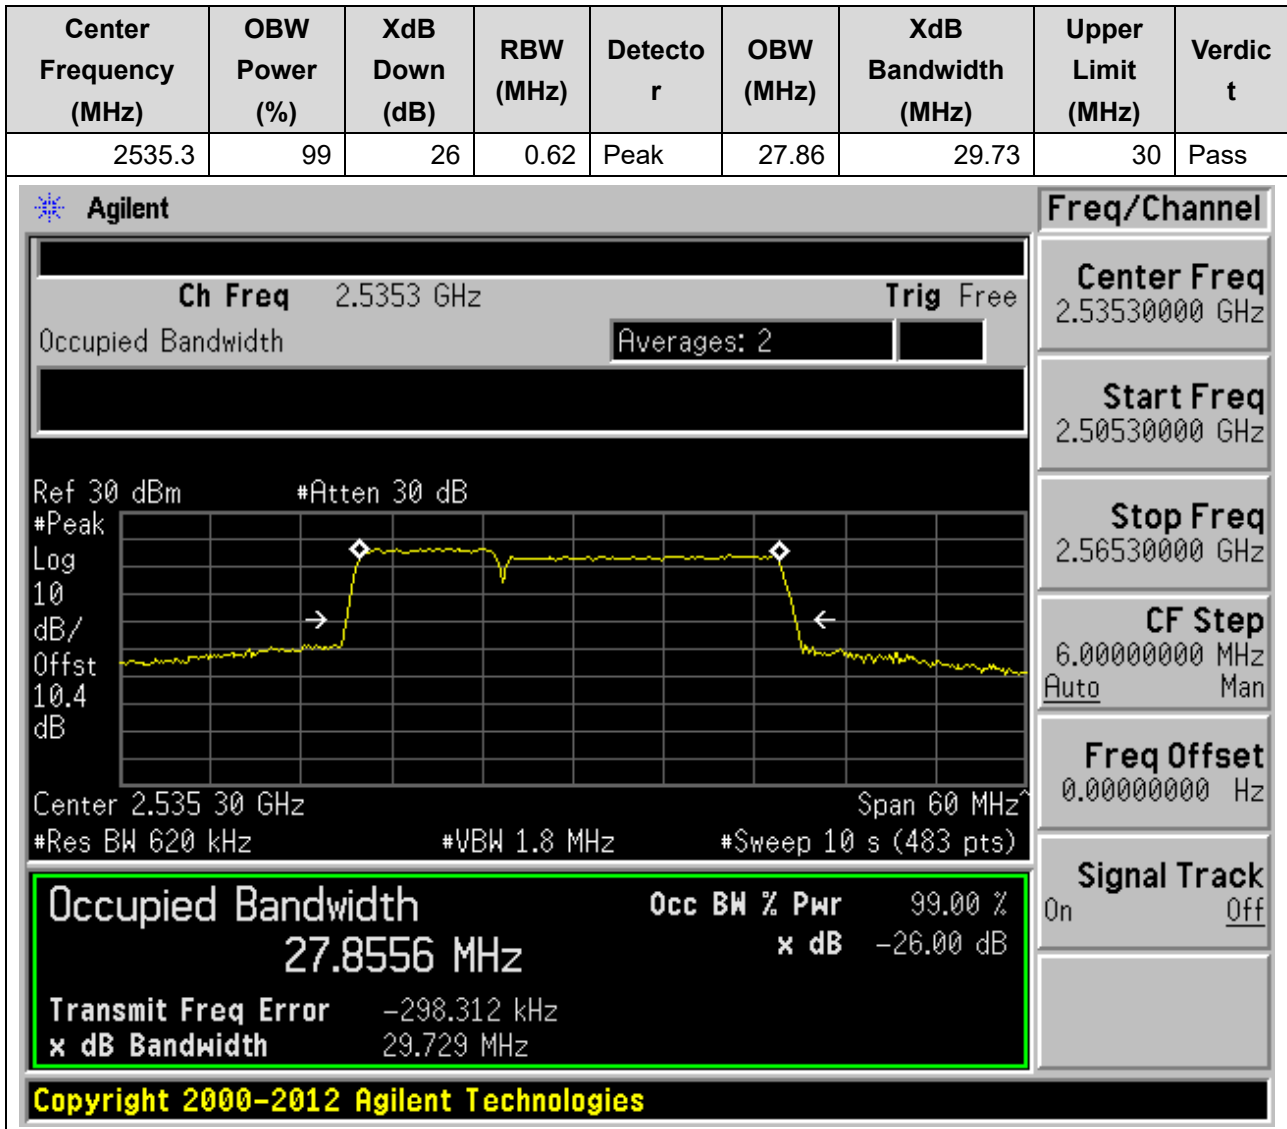 Center Frequency (MHz) OBW Power (%) XdB Down (dB) RBW (MHz) Detecto r OBW (MHz) XdB Bandwidth (MHz) Upper Limit (MHz) Verdic t
2535.3 99 26 0.62 Peak 27.86 29.73 30 Pass
Agilent
Freq/Channel
Ch Freq 2.5353 GHz Trig Free
Occupied Bandwidth Averages: 2
Center Freq
2.53530000 GHz
Start Freq
2.50530000 GHz
Stop Freq
2.56530000 GHz
CF Step
6.00000000 MHz
Auto Man
Freq Offset
0.00000000 Hz
Signal Track
On Off
Ref 30 dBm #Atten 30 dB
#Peak
Log
10
dB/
Offst
10.4
dB
Center 2.535 30 GHz Span 60 MHz^
#Res BW 620 kHz #VBW 1.8 MHz #Sweep 10 s (483 pts)
Occupied Bandwidth Occ BW % Pwr 99.00 %
27.8556 MHz x dB -26.00 dB
Transmit Freq Error -298.312 kHz
x dB Bandwidth 29.729 MHz
Copyright 2000-2012 Agilent Technologies